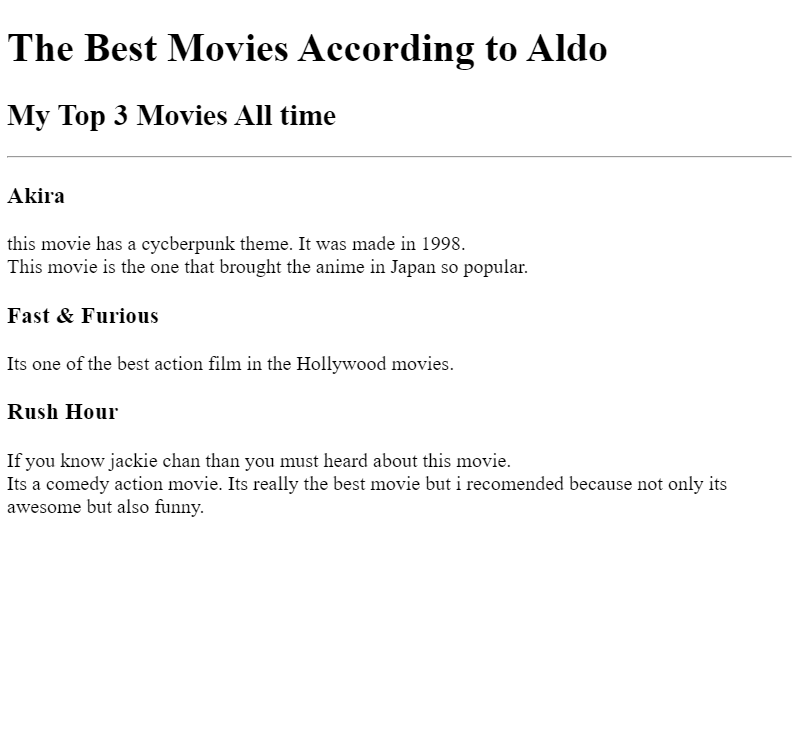 The Best Movies According to Aldo
My Top 3 Movies All time
Akira
this movie has a cycberpunk theme. It was made in 1998.
This movie is the one that brought the anime in Japan so popular.
Fast & Furious
Its one of the best action film in the Hollywood movies.
Rush Hour
If you know jackie chan than you must heard about this movie.
Its a comedy action movie. Its really the best movie but i recomended because not only its
awesome but also funny.